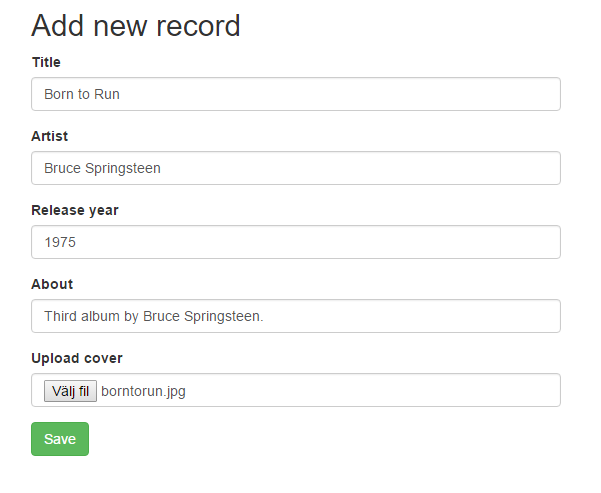 Add new record
Title
Born to Run
Artist
Bruce Springsteen
Release year
1975
About
Third album by Bruce Springsteen.
Upload cover
Välj fil borntorun.jpg
Save